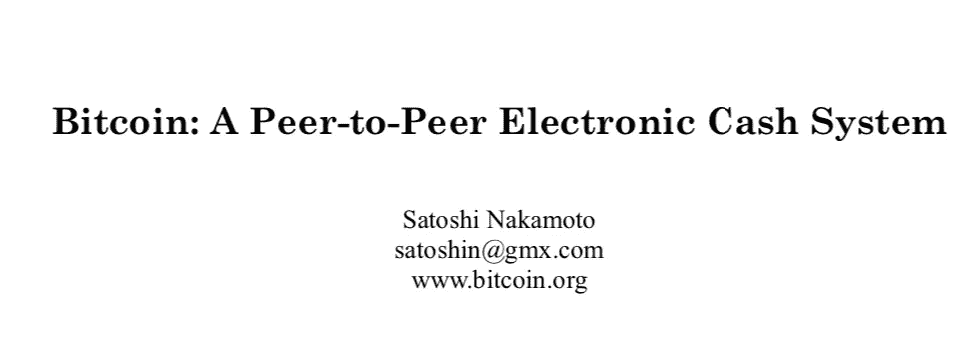 Bitcoin: A Peer-to-Peer Electronic Cash System
Satoshi Nakamoto
satoshin@gmx.com
www.bitcoin.org